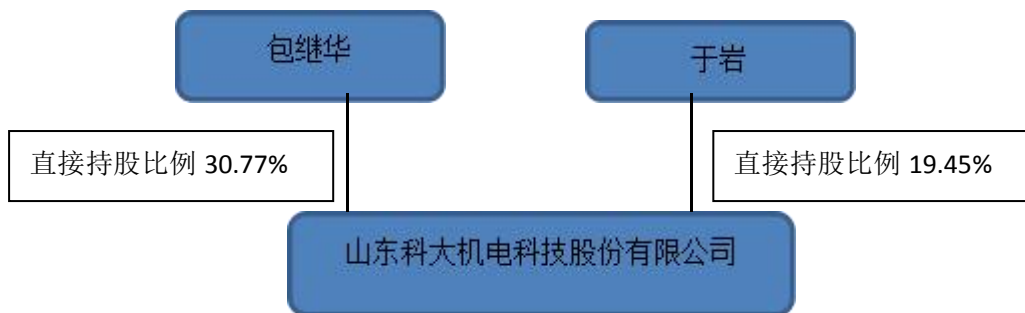 包继华
于岩
直接持股比例 30.77%
直接持股比例 19.45%
山东科大机电科技股份有限公司